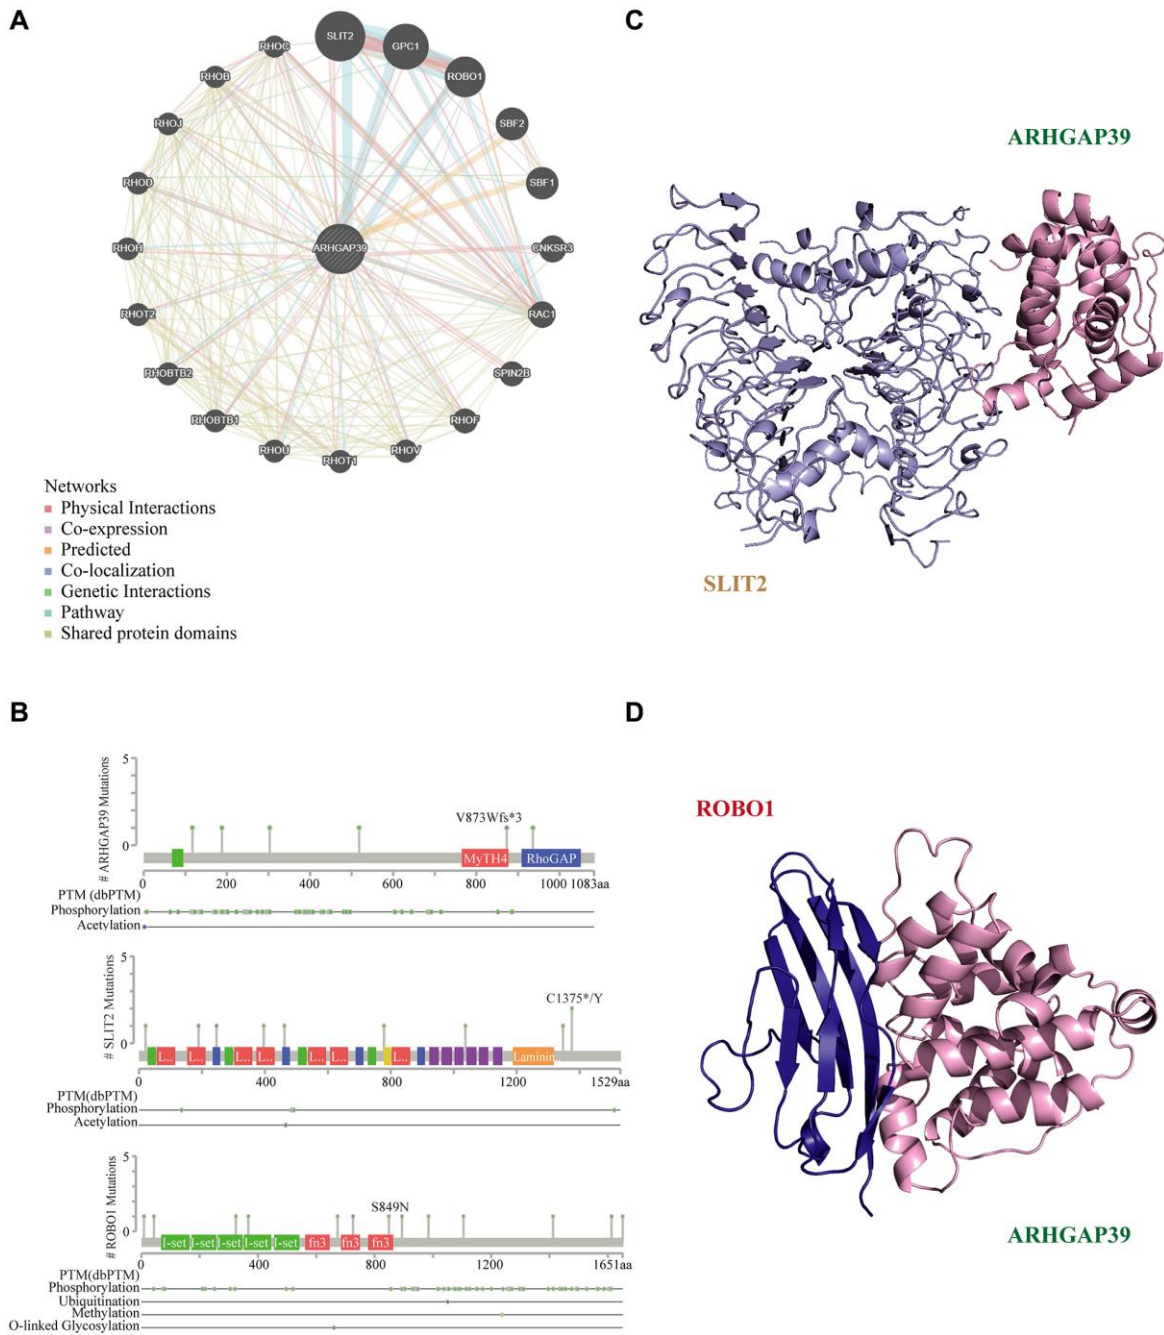 A
SLIT2
GPC1
ROBO1
SBF2
SBF1
CNKSR3
RAC1
SPIN2B
RHOF
RHOV
RHOT1
RHOU
RHOBTB1
RHOBTB2
RHOT2
RHOH
RHOD
RHOJ
RHOB
RHOC
ARHGAP39
Networks
Physical Interactions
Co-expression
Predicted
Co-localization
Genetic Interactions
Pathway
Shared protein domains
C
ARHGAP39
SLIT2
B
# ARHGAP39 Mutations
5
0
V873Wfs*3
MyTH4 RhoGAP
0 200 400 600 800 1000 1083aa
PTM (dbPTM)
Phosphorylation
Acetylation
# SLIT2 Mutations
5
0
C1375*/Y
L... L... L... L... L... L... L... Laminin
0 400 800 1200 1529aa
PTM(dbPTM)
Phosphorylation
Acetylation
# ROBO1 Mutations
5
0
S849N
I-set I-set I-set I-set I-set fn3 fn3 fn3
0 400 800 1200 1651aa
PTM(dbPTM)
Phosphorylation
Ubiquitination
Methylation
O-linked Glycosylation
D
ROBO1
ARHGAP39